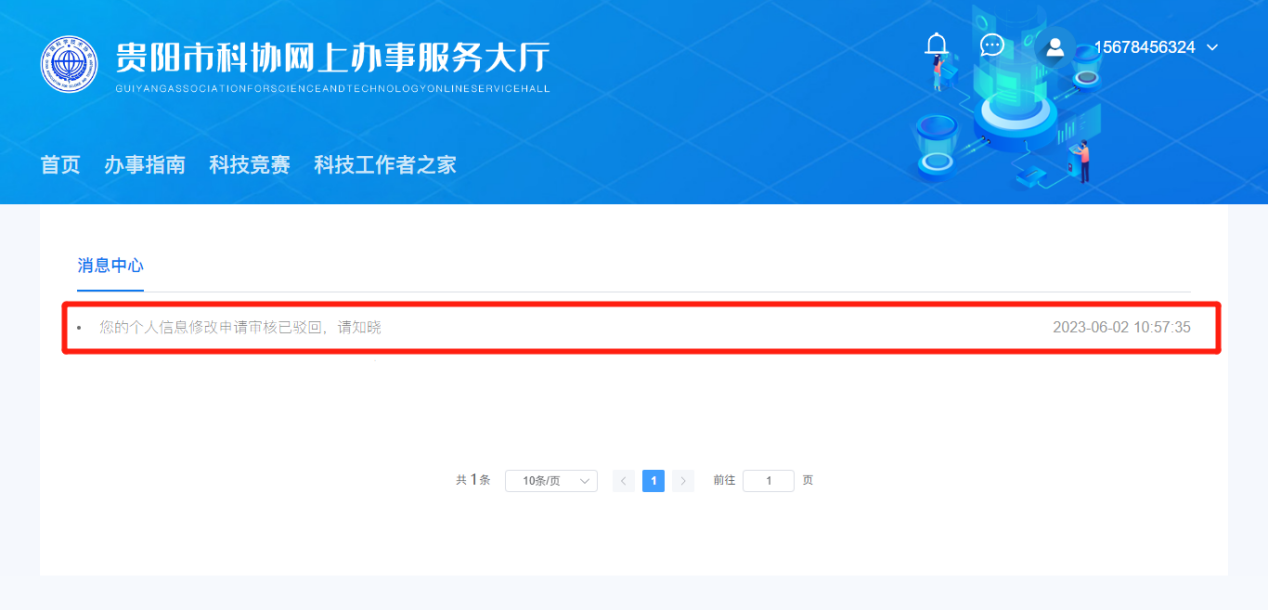 贵阳市科协网上办事服务大厅
GUIYANGASSOCIATIONFORSCIENCEANDTECHNOLOGYONLINESERVICEHALL
15678456324
首页 办事指南 科技竞赛 科技工作者之家
消息中心
• 您的个人信息修改申请审核已驳回，请知晓 2023-06-02 10:57:35
共1条 10条/页 < 1 > 前往 1 页